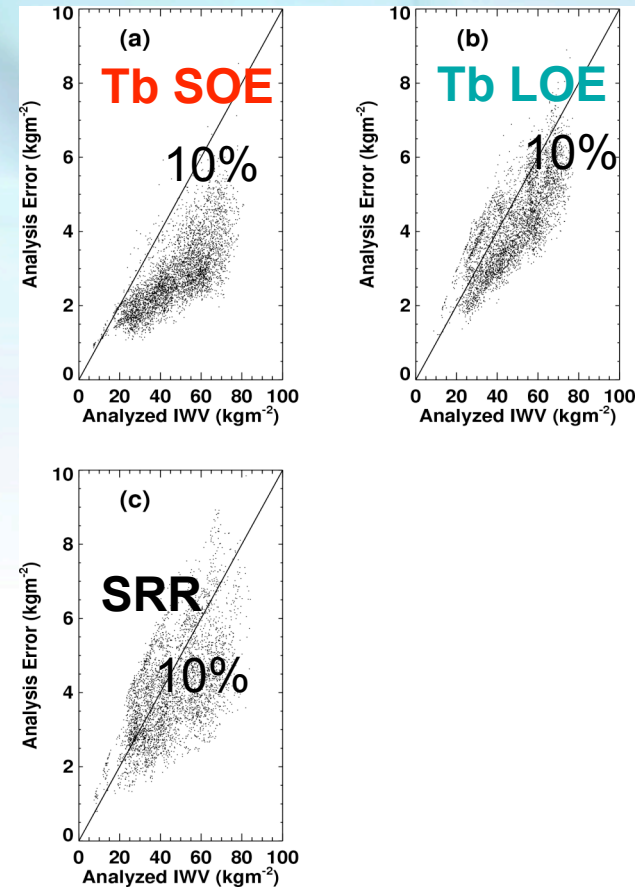 (a)
Tb SOE
10%
10
8
6
4
2
0
Analysis Error (kgm-2)
0 20 40 60 80 100
Analyzed IWV (kgm-2)
(b)
Tb LOE
10%
10
8
6
4
2
0
Analysis Error (kgm-2)
0 20 40 60 80 100
Analyzed IWV (kgm-2)
(c)
SRR
10%
10
8
6
4
2
0
Analysis Error (kgm-2)
0 20 40 60 80 100
Analyzed IWV (kgm-2)